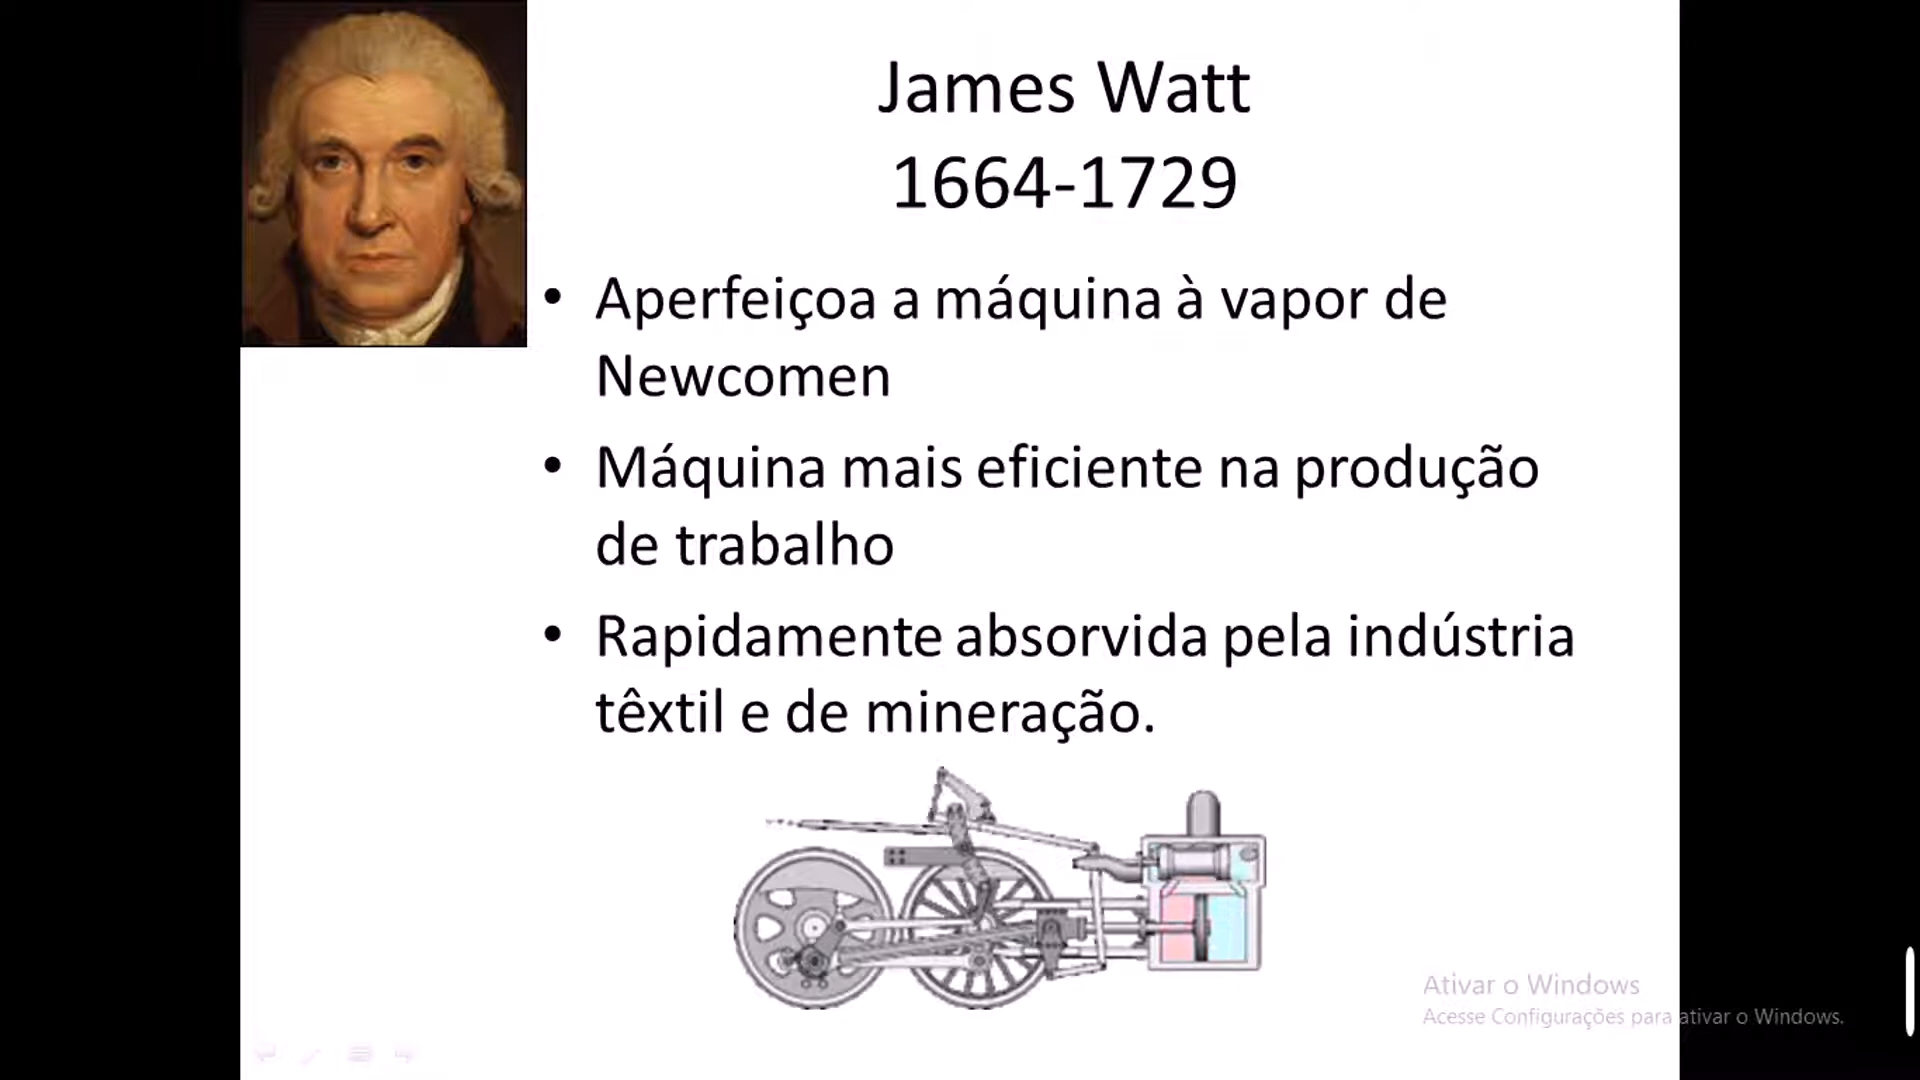 James Watt
1664-1729
• Aperfeiçoa a máquina à vapor de
Newcomen
• Máquina mais eficiente na produção
de trabalho
• Rapidamente absorvida pela indústria
têxtil e de mineração.
Ativar o Windows
Acesse Configurações para ativar o Windows.